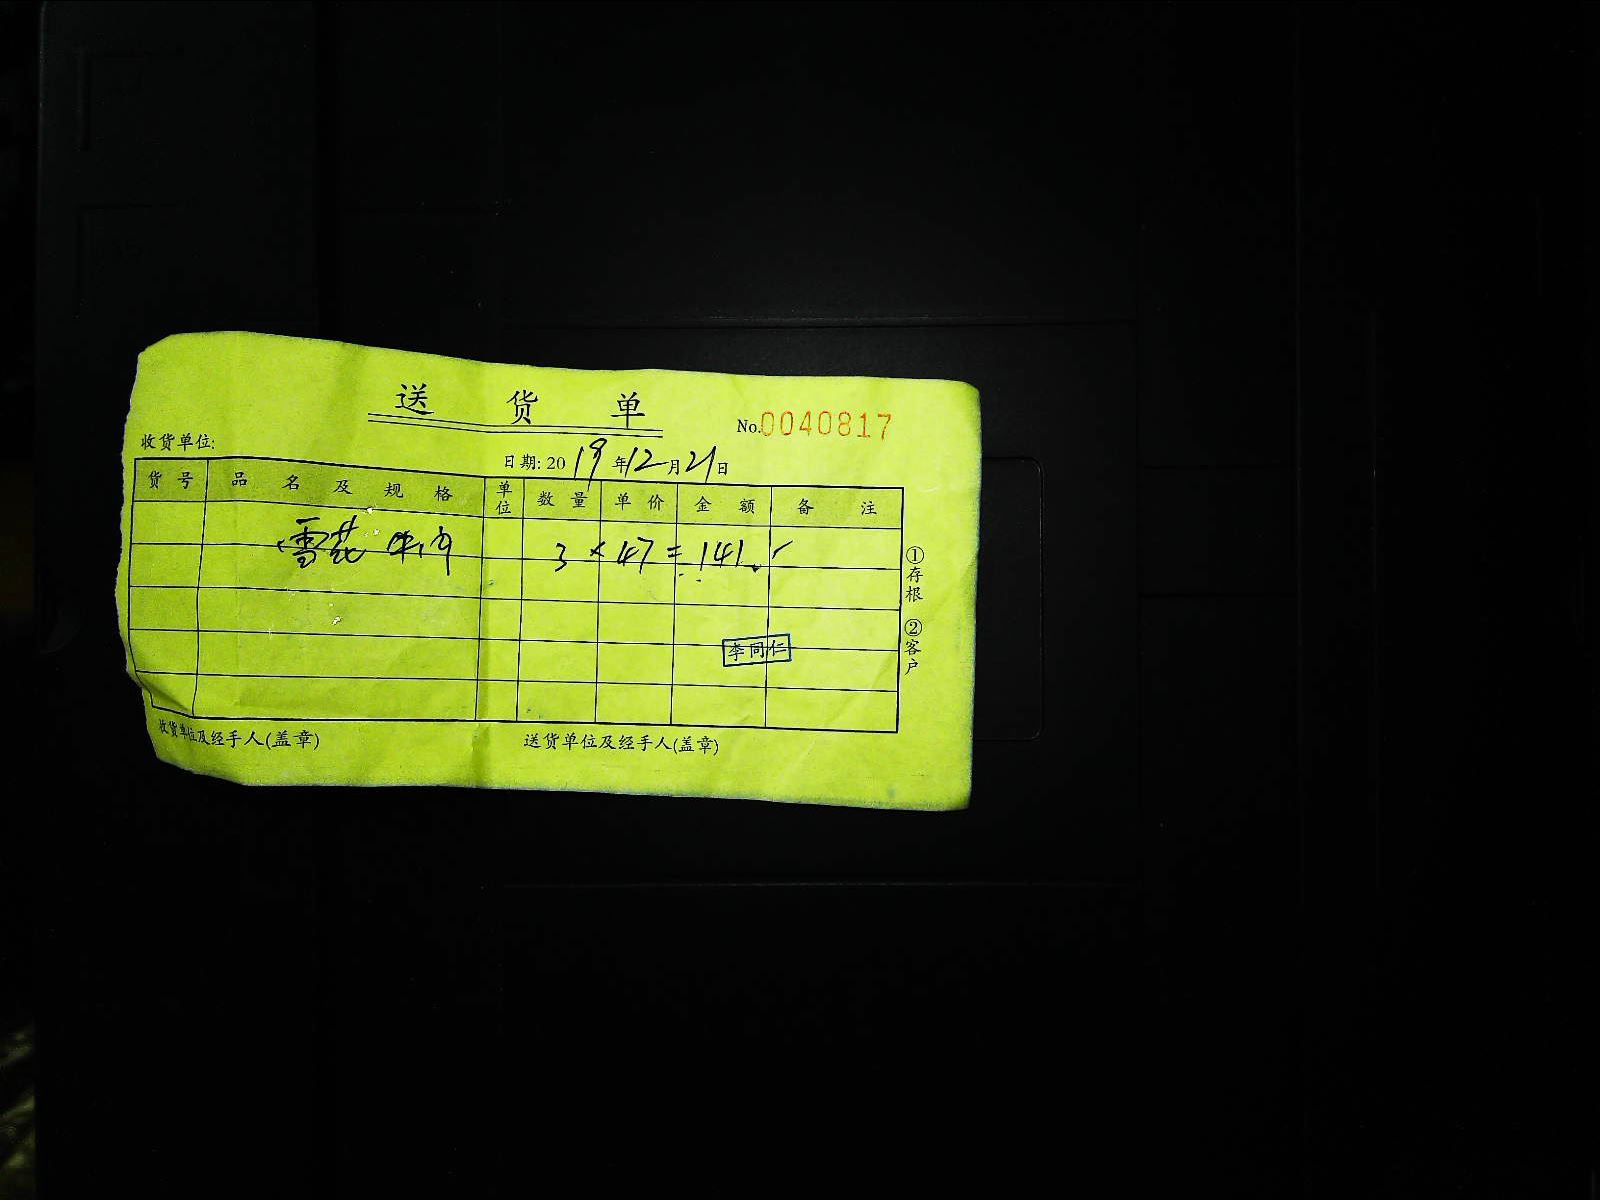 送货单
No.0040817
收货单位:
日期: 2019年12月21日
货号 品名及规格 单位 数量 单价 金额 备注
雪花牛肉 3 × 47 = 141.
①存根 ②客户
李同仁
收货单位及经手人(盖章) 送货单位及经手人(盖章)